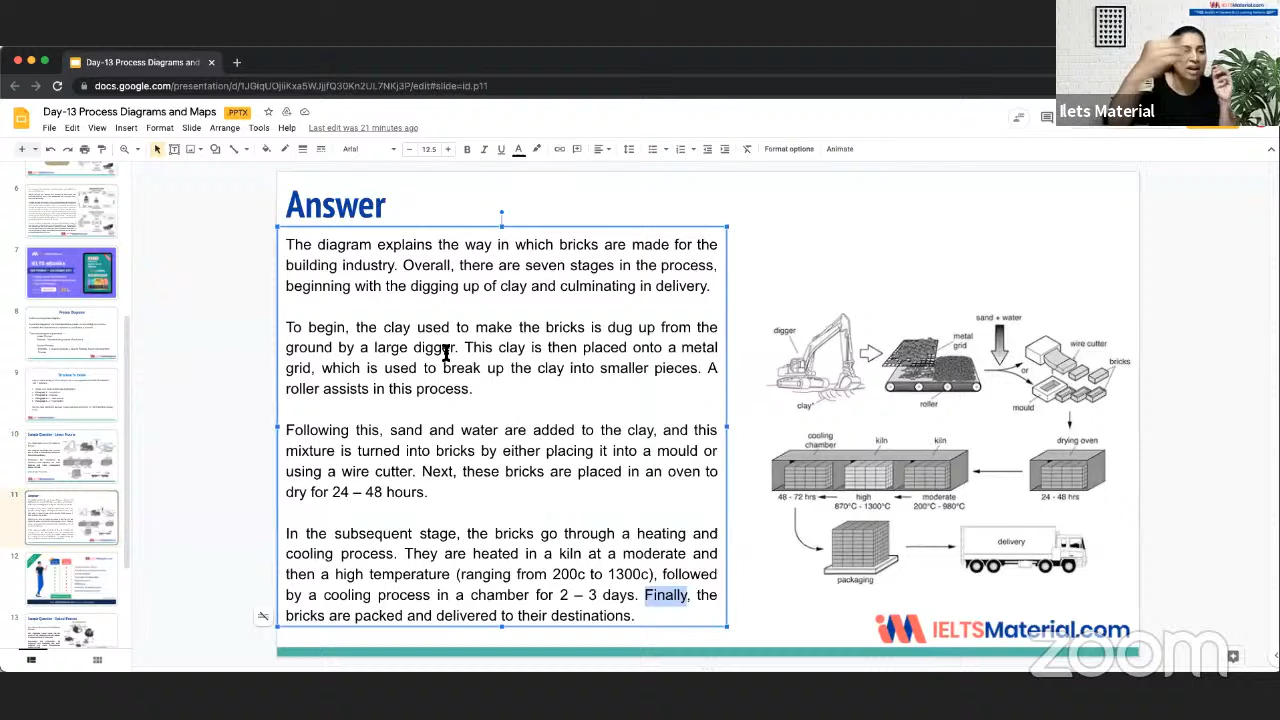 IELTSMaterial.com
Ielts Material
Day-13 Process Diagrams and
docs.google.com/presentation/d/
Day-13 Process Diagrams and Maps .PPTX
File Edit View Insert Format Slide Arrange Tools Help Last edit was 21 minutes ago
Arial 12.5 Format options Animate
6
7
8
9
10
11
12
13
Answer
The diagram explains the way in which bricks are made for the
building industry. Overall, there are seven stages in the process,
beginning with the digging up of clay and culminating in delivery.
To begin, the clay used to make the bricks is dug up from the
ground by a large digger. This clay is then placed onto a metal
grid, which is used to break up the clay into smaller pieces. A
roller assists in this process.
Following this, sand and water are added to the clay, and this
mixture is turned into bricks by either placing it into a mould or
using a wire cutter. Next, these bricks are placed in an oven to
dry for 24 – 48 hours.
In the subsequent stage, the bricks go through a heating and
cooling process. They are heated in a kiln at a moderate and
then a high temperature (ranging from 200c to 1300c), followed
by a cooling process in a chamber for 2 – 3 days. Finally, the
bricks are packed and delivered to their destinations.
digger
clay*
metal
grid
roller
sand + water
or
wire cutter
bricks
mould
cooling
chamber
kiln
kiln
drying oven
48 - 72 hrs
high
870°C - 1300°C
moderate
200°C - 980°C
24 - 48 hrs
packaging
delivery
IELTSMaterial.com
zoom